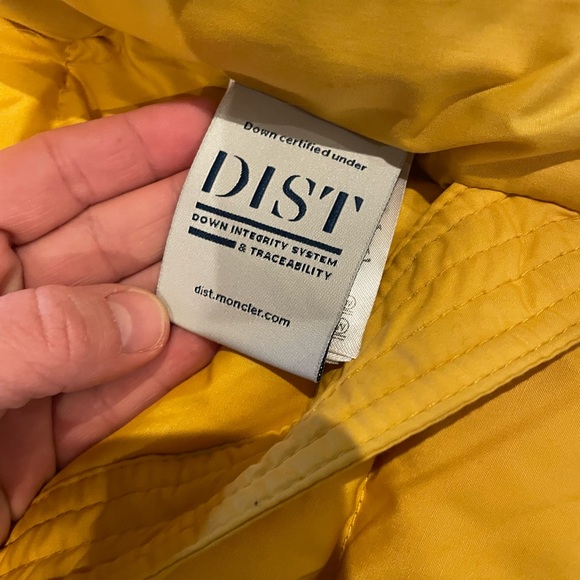 Down certified under
DIST
DOWN INTEGRITY SYSTEM
& TRACEABILITY
dist.moncler.com